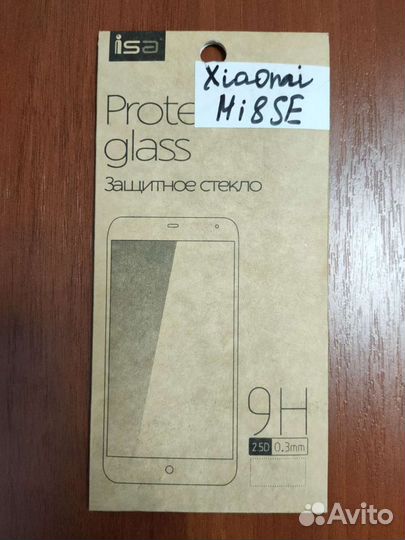 isa
Xiaomi
Mi8SE
Prote
glass
Защитное стекло
9H
2.5D 0.3mm
Avito